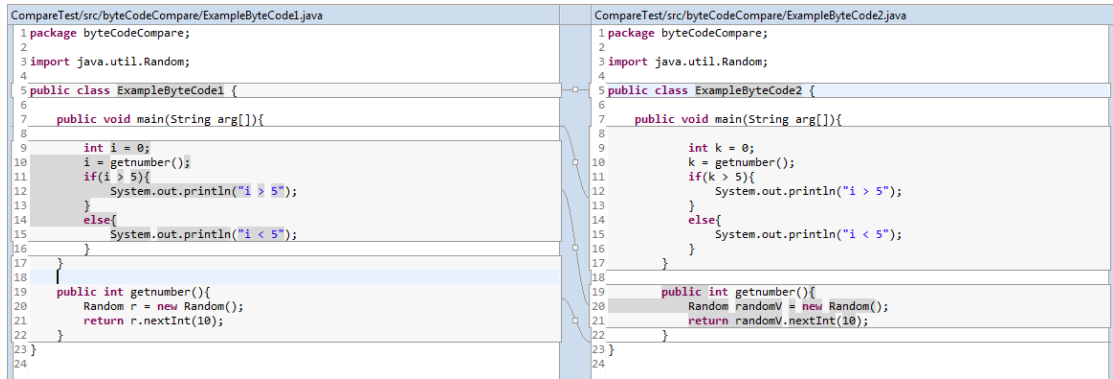 CompareTest/src/byteCodeCompare/ExampleByteCode1.java
1 package byteCodeCompare;
2
3 import java.util.Random;
4
5 public class ExampleByteCode1 {
6
7     public void main(String arg[]){
8
9         int i = 0;
10         i = getnumber();
11         if(i > 5){
12             System.out.println("i > 5");
13         }
14         else{
15             System.out.println("i < 5");
16         }
17     }
18
19     public int getnumber(){
20         Random r = new Random();
21         return r.nextInt(10);
22     }
23 }
24
CompareTest/src/byteCodeCompare/ExampleByteCode2.java
1 package byteCodeCompare;
2
3 import java.util.Random;
4
5 public class ExampleByteCode2 {
6
7     public void main(String arg[]){
8
9             int k = 0;
10             k = getnumber();
11             if(k > 5){
12                 System.out.println("i > 5");
13             }
14             else{
15                 System.out.println("i < 5");
16             }
17         }
18
19         public int getnumber(){
20             Random randomV = new Random();
21             return randomV.nextInt(10);
22         }
23 }
24